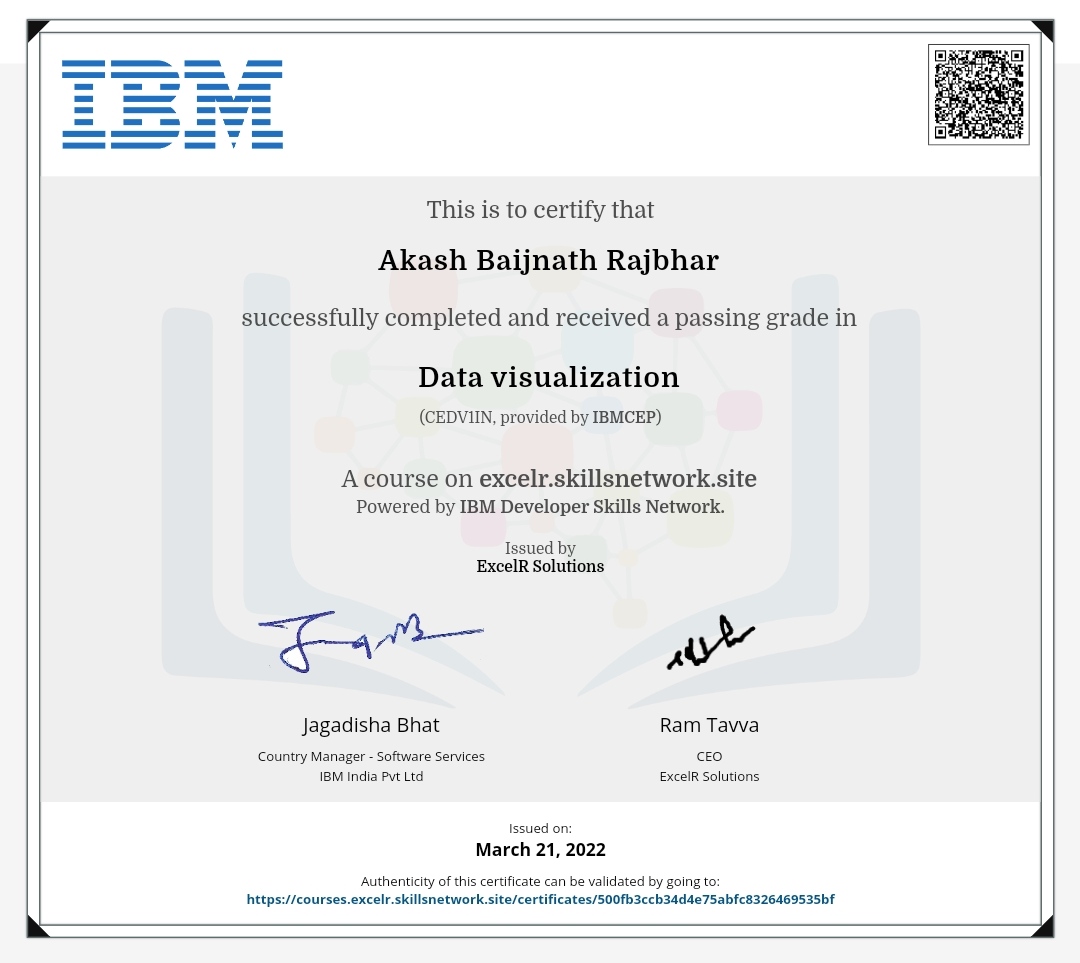 IBM
This is to certify that
Akash Baijnath Rajbhar
successfully completed and received a passing grade in
Data visualization
(CEDV1IN, provided by IBMCEP)
A course on excelr.skillsnetwork.site
Powered by IBM Developer Skills Network.
Issued by
ExcelR Solutions
Jagadisha Bhat
Country Manager - Software Services
IBM India Pvt Ltd
Ram Tavva
CEO
ExcelR Solutions
Issued on:
March 21, 2022
Authenticity of this certificate can be validated by going to:
https://courses.excelr.skillsnetwork.site/certificates/500fb3ccb34d4e75abfc8326469535bf